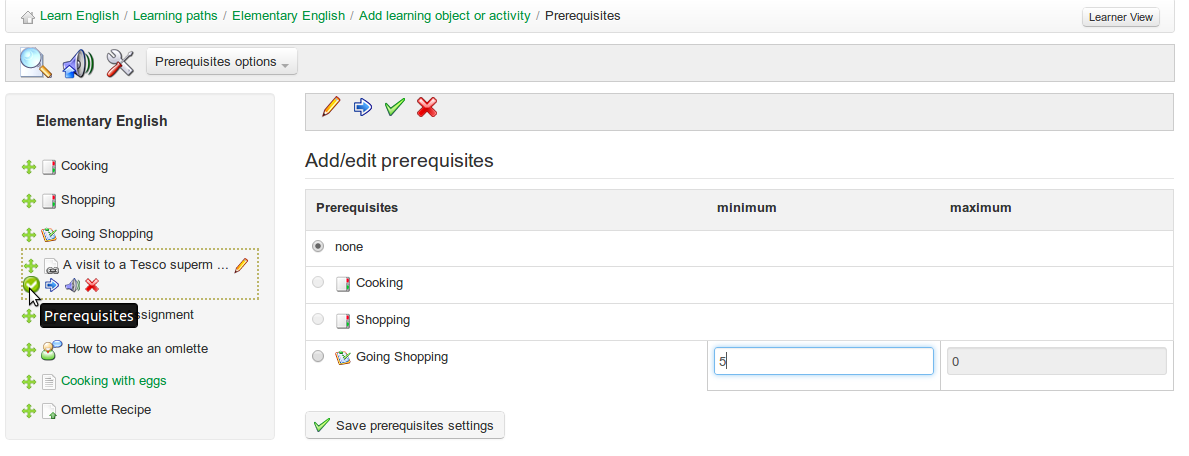 Learn English / Learning paths / Elementary English / Add learning object or activity / Prerequisites
Learner View
Prerequisites options
Elementary English
Cooking
Shopping
Going Shopping
A visit to a Tesco superm ...
Prerequisites
signment
How to make an omlette
Cooking with eggs
Omlette Recipe
Add/edit prerequisites
Prerequisites minimum maximum
none
Cooking
Shopping
Going Shopping 5 0
Save prerequisites settings